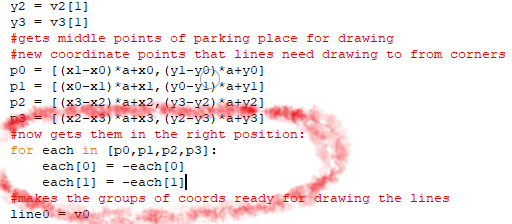 y2 = v2[1]
y3 = v3[1]
#gets middle points of parking place for drawing
#new coordinate points that lines need drawing to from corners
p0 = [(x1-x0)*a+x0,(y1-y0)*a+y0]
p1 = [(x0-x1)*a+x1,(y0-y1)*a+y1]
p2 = [(x3-x2)*a+x2,(y3-y2)*a+y2]
p3 = [(x2-x3)*a+x3,(y2-y3)*a+y3]
#now gets them in the right position:
for each in [p0,p1,p2,p3]:
    each[0] = -each[0]
    each[1] = -each[1]
#makes the groups of coords ready for drawing the lines
line0 = v0